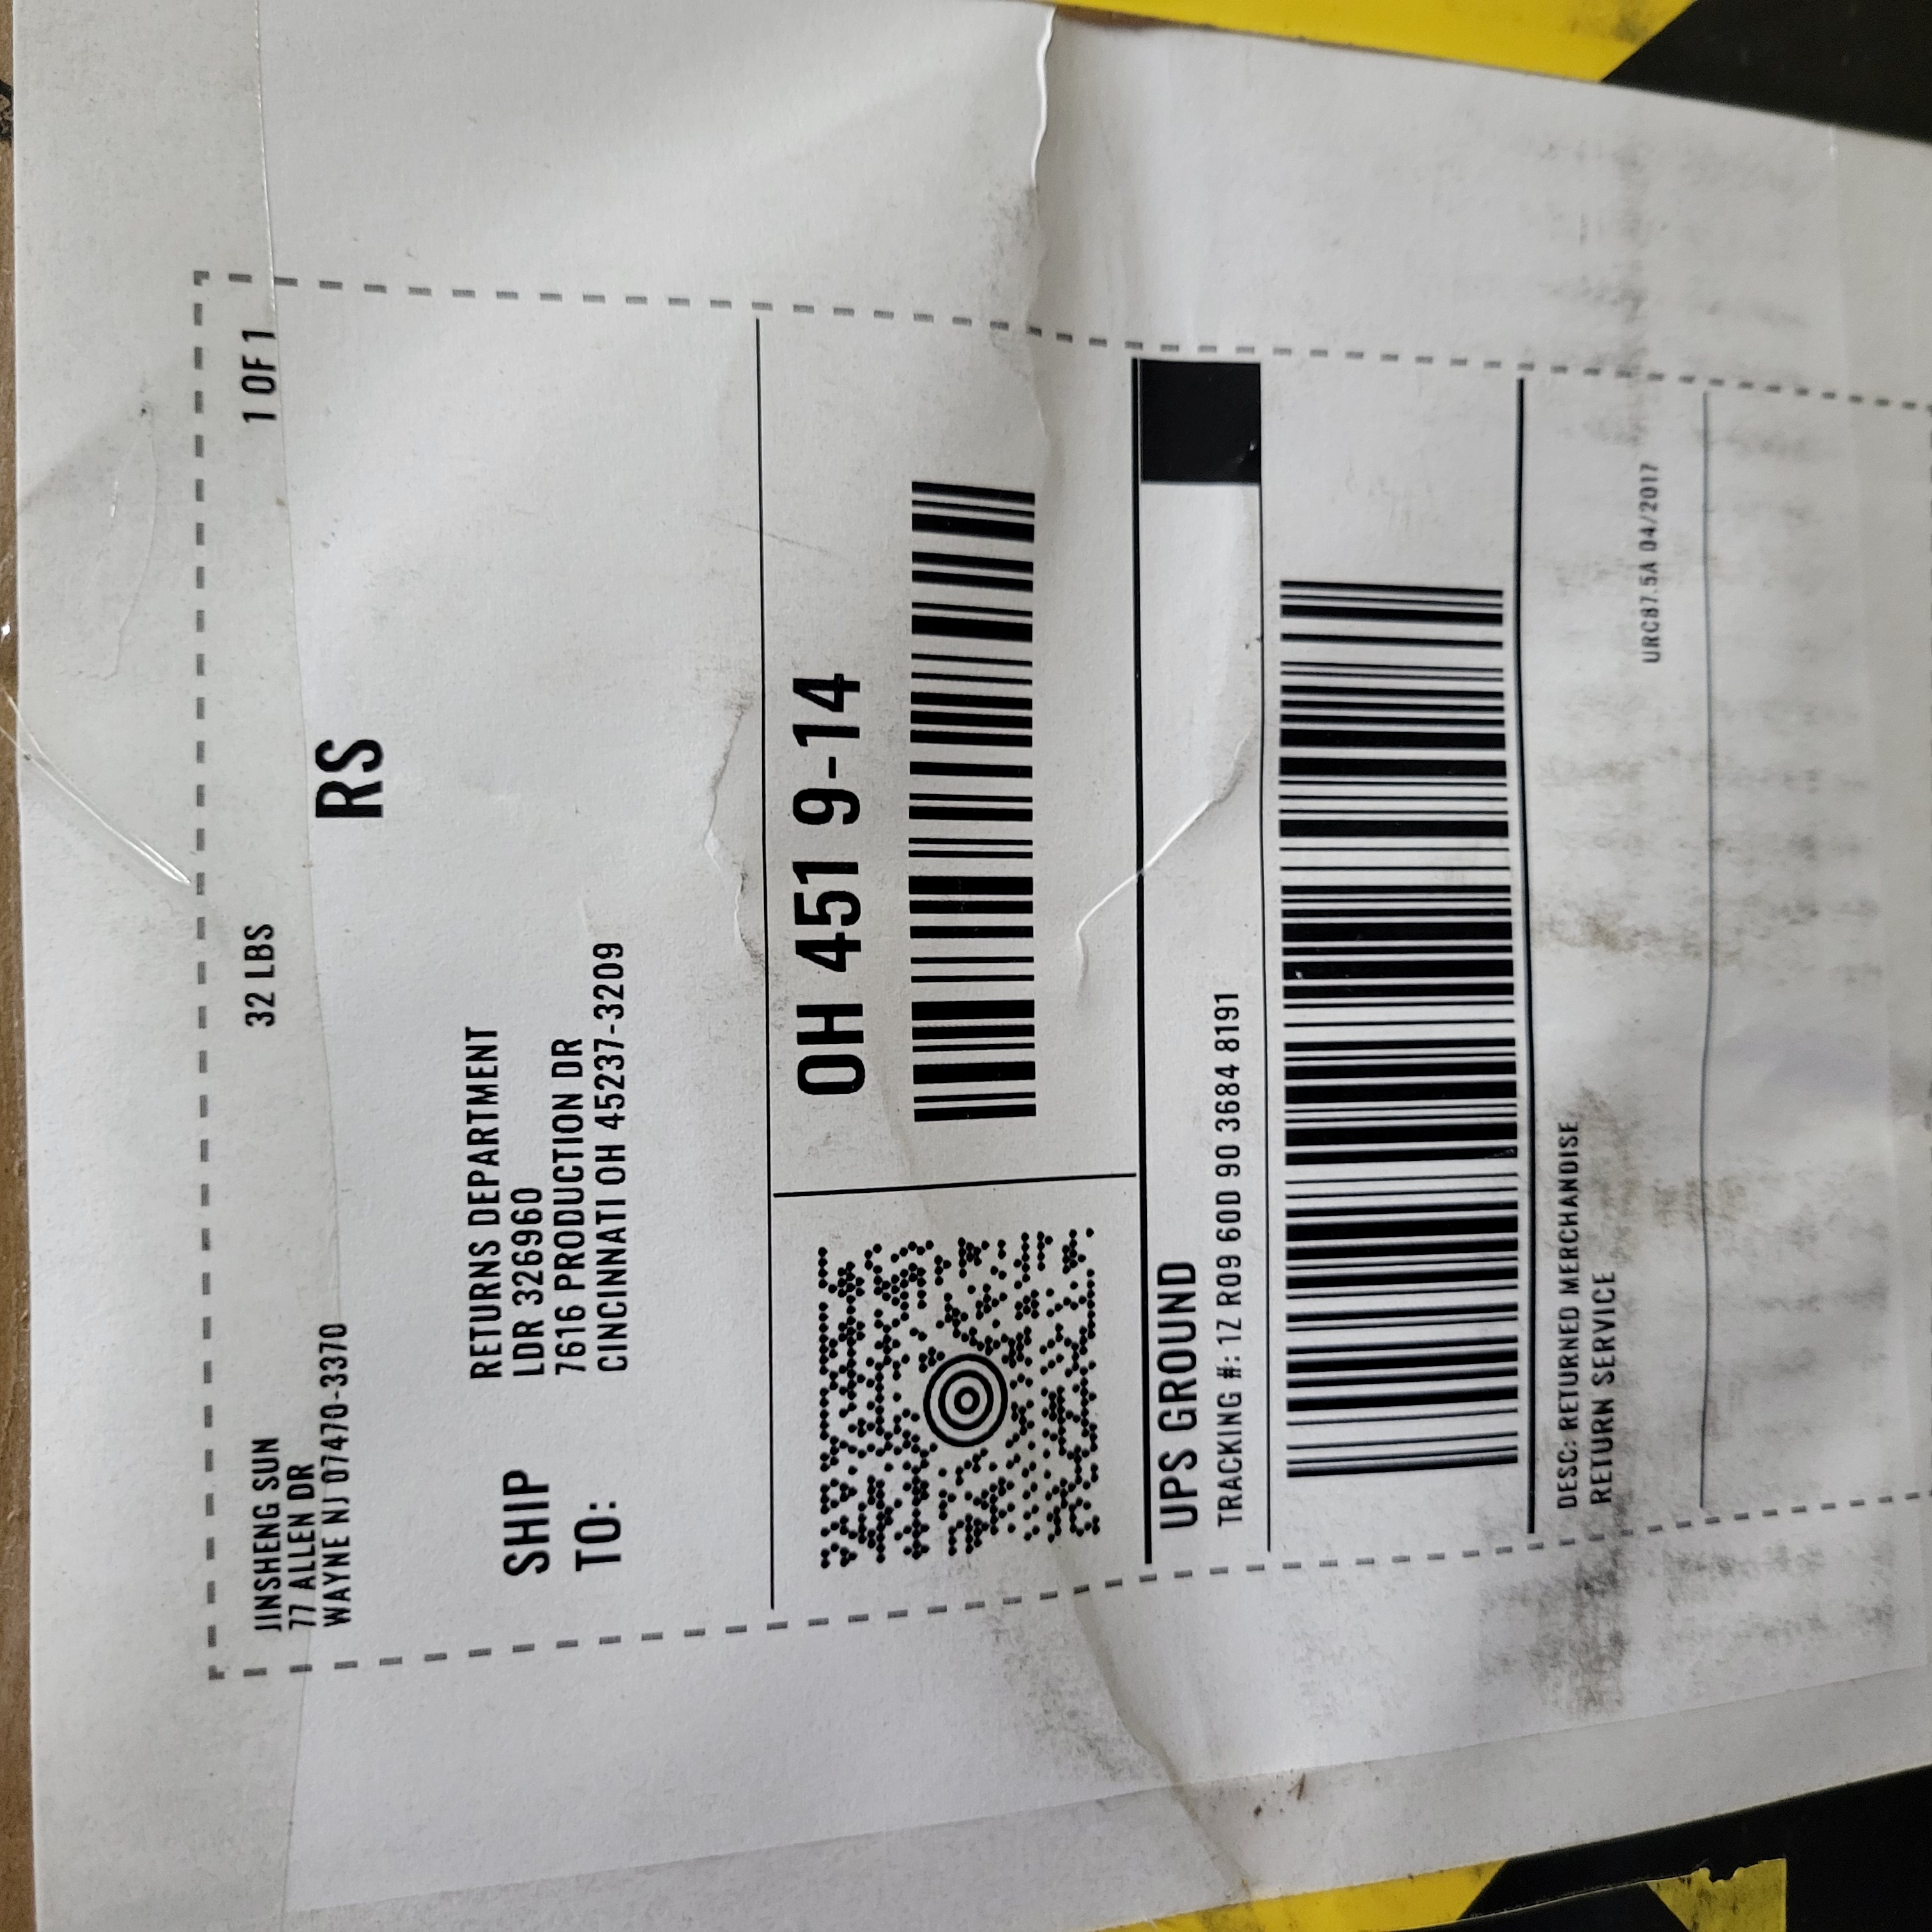 JINSHENG SUN
77 ALLEN DR
WAYNE NJ 07470-3370
32 LBS
1 OF 1
RS
SHIP
TO:
RETURNS DEPARTMENT
LDR 326960
7616 PRODUCTION DR
CINCINNATI OH 45237-3209
OH 451 9-14
UPS GROUND
TRACKING #: 1Z R09 60D 90 3684 8191
DESC: RETURNED MERCHANDISE
RETURN SERVICE
URCB7.5A 04/2017